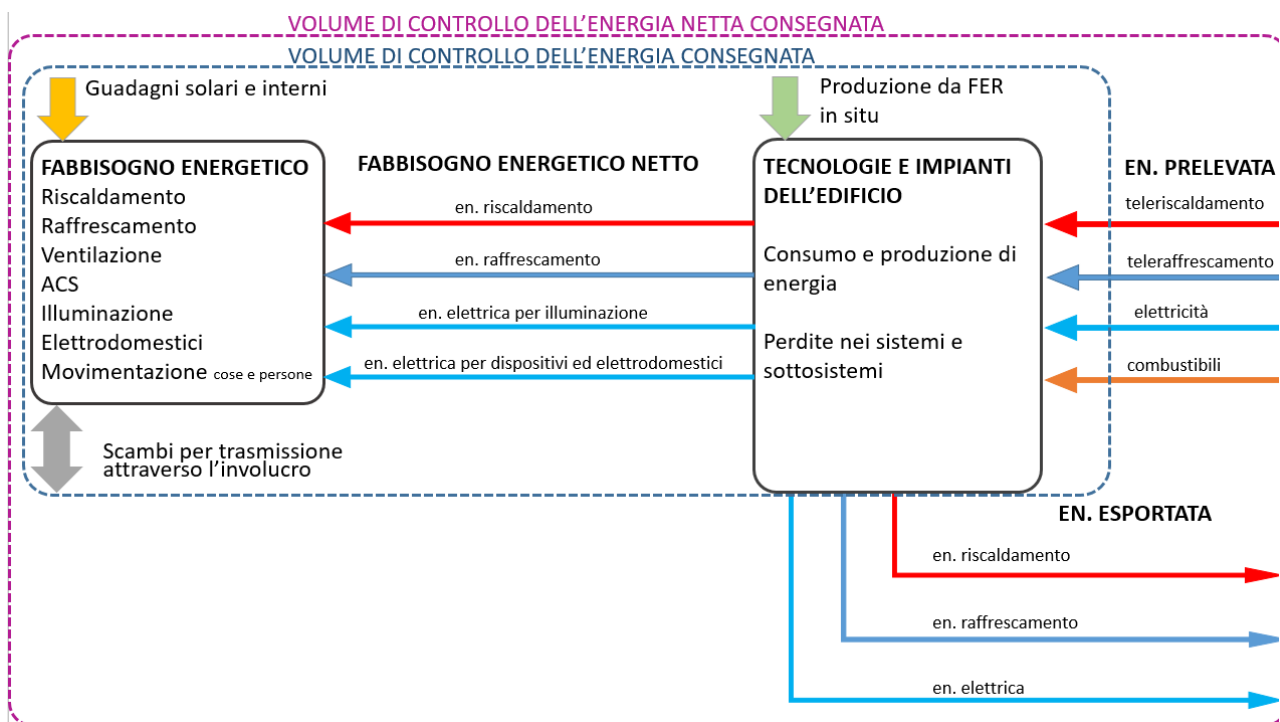 VOLUME DI CONTROLLO DELL'ENERGIA NETTA CONSEGNATA
VOLUME DI CONTROLLO DELL'ENERGIA CONSEGNATA
Guadagni solari e interni
Produzione da FER
in situ
FABBISOGNO ENERGETICO
Riscaldamento
Raffrescamento
Ventilazione
ACS
Illuminazione
Elettrodomestici
Movimentazione cose e persone
FABBISOGNO ENERGETICO NETTO
en. riscaldamento
en. raffrescamento
en. elettrica per illuminazione
en. elettrica per dispositivi ed elettrodomestici
TECNOLOGIE E IMPIANTI
DELL'EDIFICIO
Consumo e produzione di
energia
Perdite nei sistemi e
sottosistemi
EN. PRELEVATA
teleriscaldamento
teleraffrescamento
elettricità
combustibili
Scambi per trasmissione
attraverso l'involucro
EN. ESPORTATA
en. riscaldamento
en. raffrescamento
en. elettrica